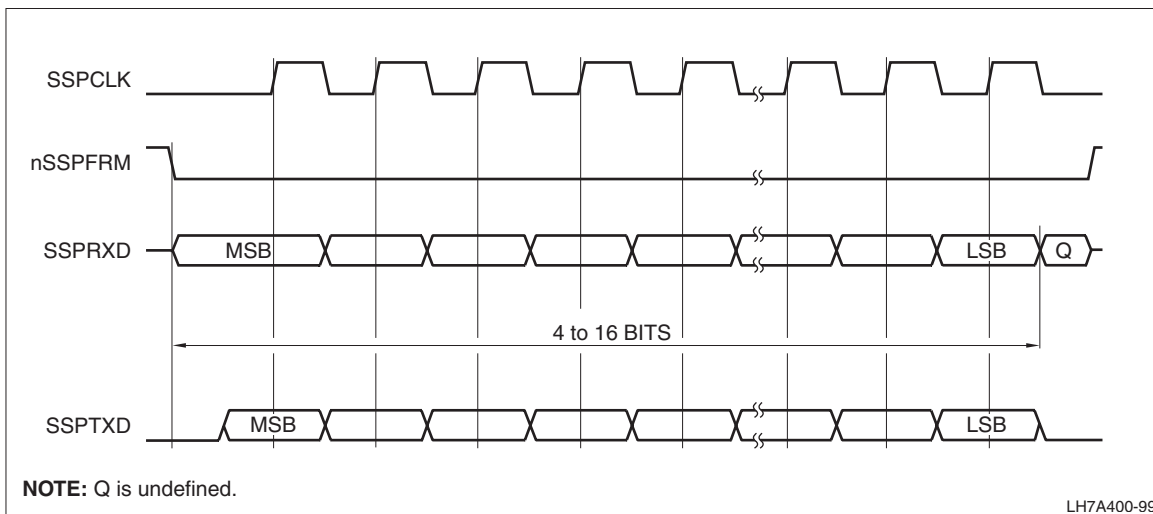 SSPCLK
nSSPFRM
SSPRXD
MSB
LSB
Q
4 to 16 BITS
SSPTXD
MSB
LSB
NOTE: Q is undefined.
LH7A400-99